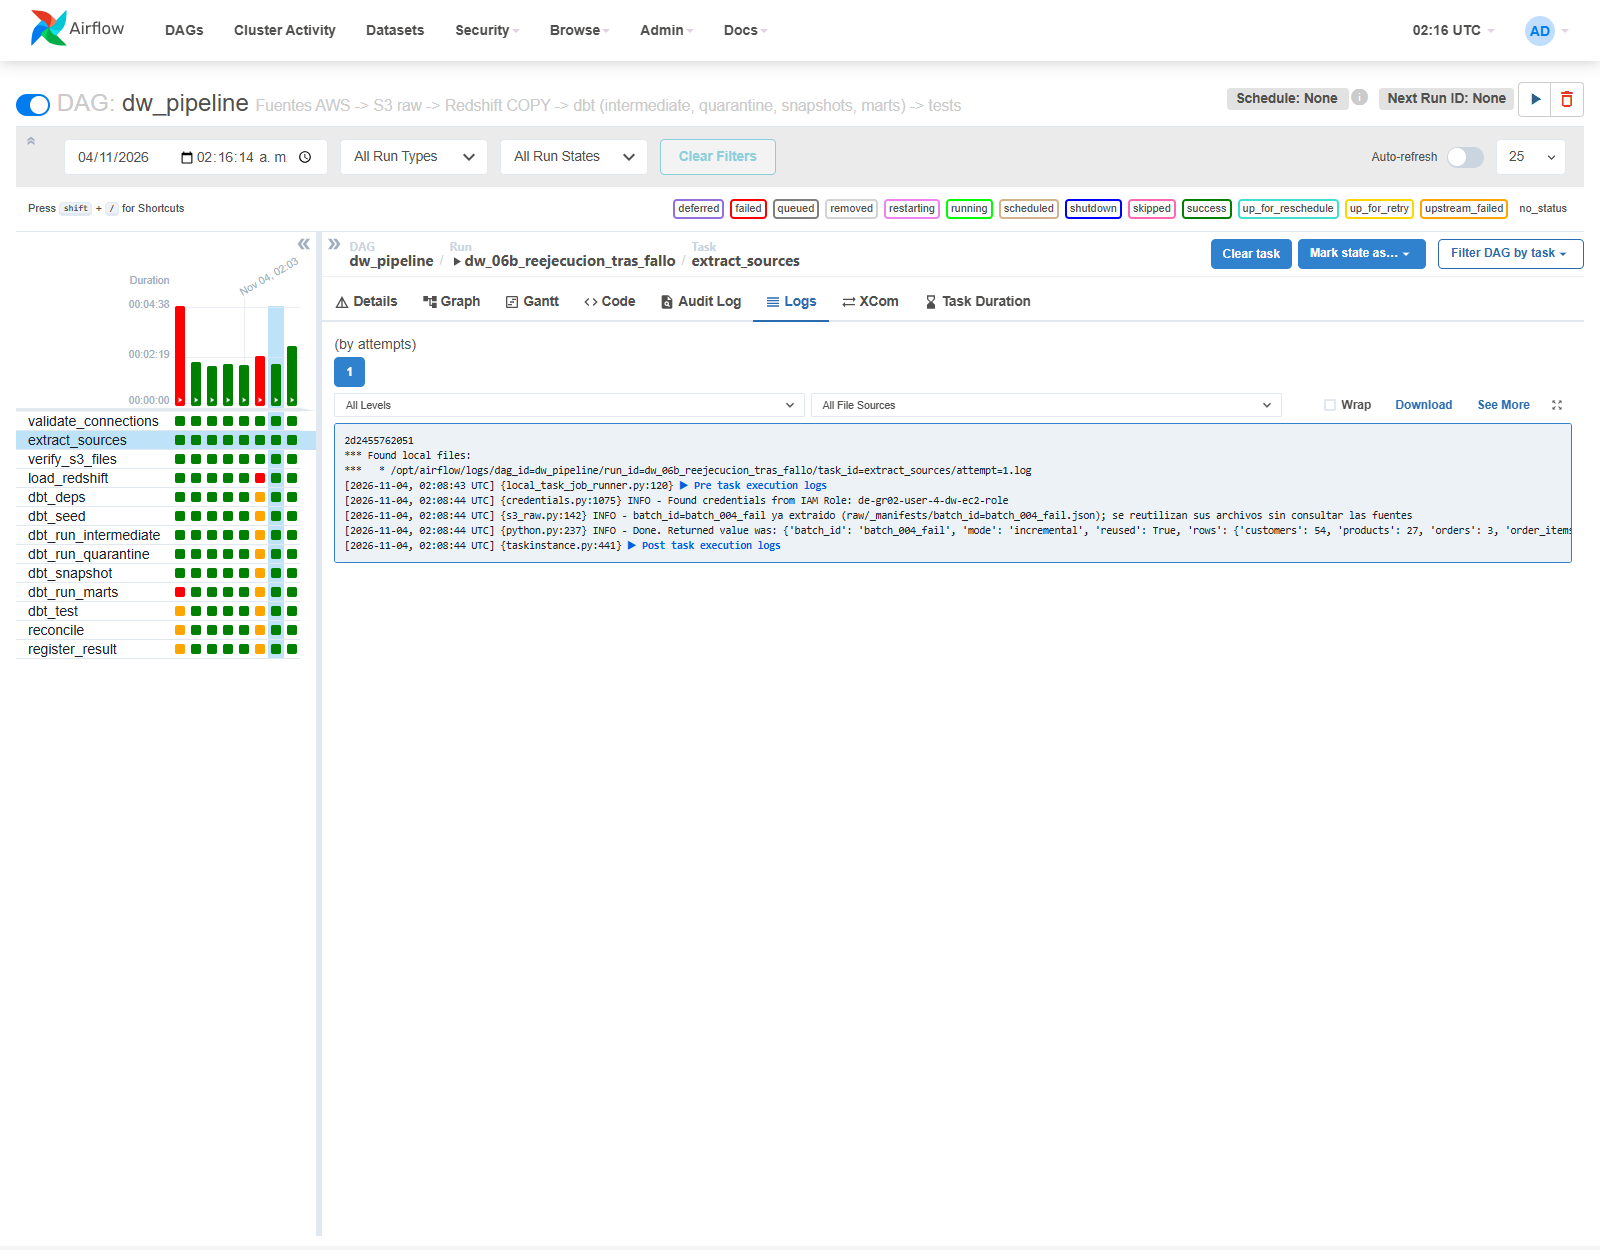 Airflow
DAGs
Cluster Activity
Datasets
Security
Browse
Admin
Docs
02:16 UTC
AD
DAG: dw_pipeline Fuentes AWS -> S3 raw -> Redshift COPY -> dbt (intermediate, quarantine, snapshots, marts) -> tests
Schedule: None
i
Next Run ID: None
04/11/2026 02:16:14 a. m
All Run Types
All Run States
Clear Filters
Auto-refresh
25
Press shift + / for Shortcuts
deferred
failed
queued
removed
restarting
running
scheduled
shutdown
skipped
success
up_for_reschedule
up_for_retry
upstream_failed
no_status
Duration
Nov 04, 02:03
00:04:38
00:02:19
00:00:00
validate_connections
extract_sources
verify_s3_files
load_redshift
dbt_deps
dbt_seed
dbt_run_intermediate
dbt_run_quarantine
dbt_snapshot
dbt_run_marts
dbt_test
reconcile
register_result
DAG
dw_pipeline
/
Run
dw_06b_reejecucion_tras_fallo
/
Task
extract_sources
Clear task
Mark state as...
Filter DAG by task
Details
Graph
Gantt
Code
Audit Log
Logs
XCom
Task Duration
(by attempts)
1
All Levels
All File Sources
Wrap
Download
See More
2d2455762051
*** Found local files:
***   * /opt/airflow/logs/dag_id=dw_pipeline/run_id=dw_06b_reejecucion_tras_fallo/task_id=extract_sources/attempt=1.log
[2026-11-04, 02:08:43 UTC] {local_task_job_runner.py:120} ▶ Pre task execution logs
[2026-11-04, 02:08:44 UTC] {credentials.py:1075} INFO - Found credentials from IAM Role: de-gr02-user-4-dw-ec2-role
[2026-11-04, 02:08:44 UTC] {s3_raw.py:142} INFO - batch_id=batch_004_fail ya extraido (raw/_manifests/batch_id=batch_004_fail.json); se reutilizan sus archivos sin consultar las fuentes
[2026-11-04, 02:08:44 UTC] {python.py:237} INFO - Done. Returned value was: {'batch_id': 'batch_004_fail', 'mode': 'incremental', 'reused': True, 'rows': {'customers': 54, 'products': 27, 'orders': 3, 'order_items
[2026-11-04, 02:08:44 UTC] {taskinstance.py:441} ▶ Post task execution logs